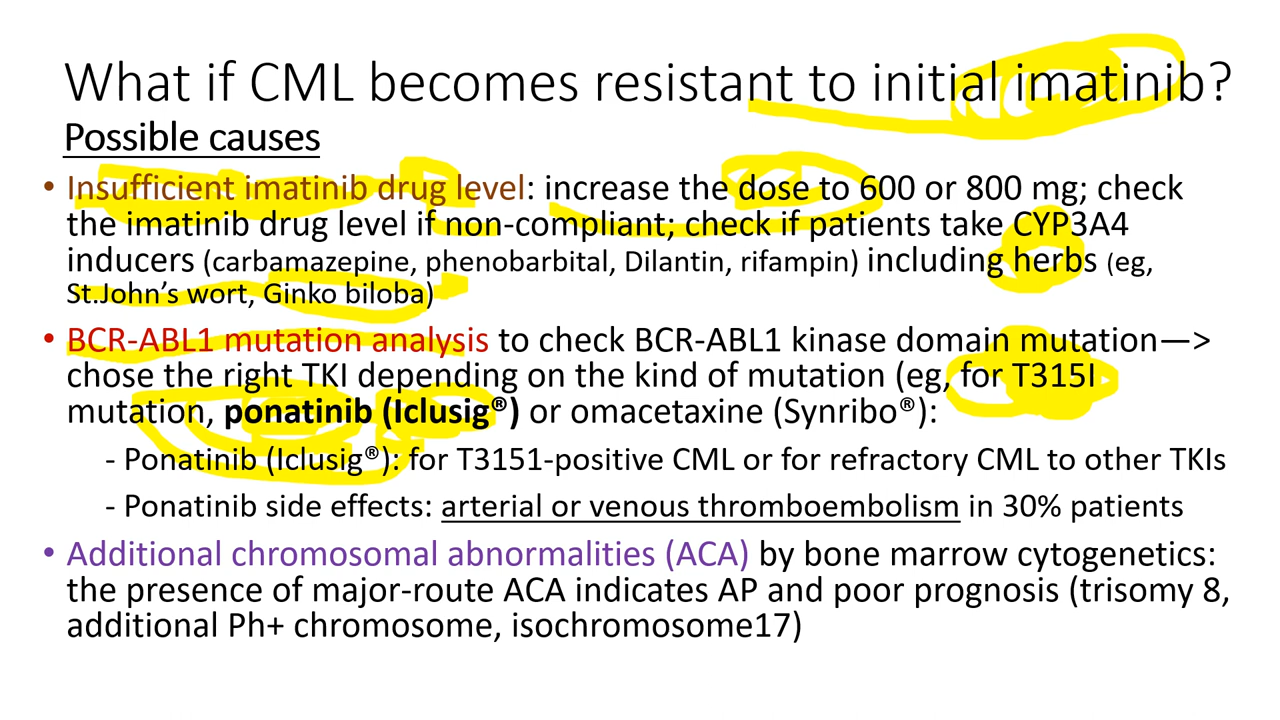 What if CML becomes resistant to initial imatinib?
Possible causes
• Insufficient imatinib drug level: increase the dose to 600 or 800 mg; check
the imatinib drug level if non-compliant; check if patients take CYP3A4
inducers (carbamazepine, phenobarbital, Dilantin, rifampin) including herbs (eg,
St.John’s wort, Ginko biloba)
• BCR-ABL1 mutation analysis to check BCR-ABL1 kinase domain mutation—>
chose the right TKI depending on the kind of mutation (eg, for T315I
mutation, ponatinib (Iclusig®) or omacetaxine (Synribo®):
- Ponatinib (Iclusig®): for T3151-positive CML or for refractory CML to other TKIs
- Ponatinib side effects: arterial or venous thromboembolism in 30% patients
• Additional chromosomal abnormalities (ACA) by bone marrow cytogenetics:
the presence of major-route ACA indicates AP and poor prognosis (trisomy 8,
additional Ph+ chromosome, isochromosome17)